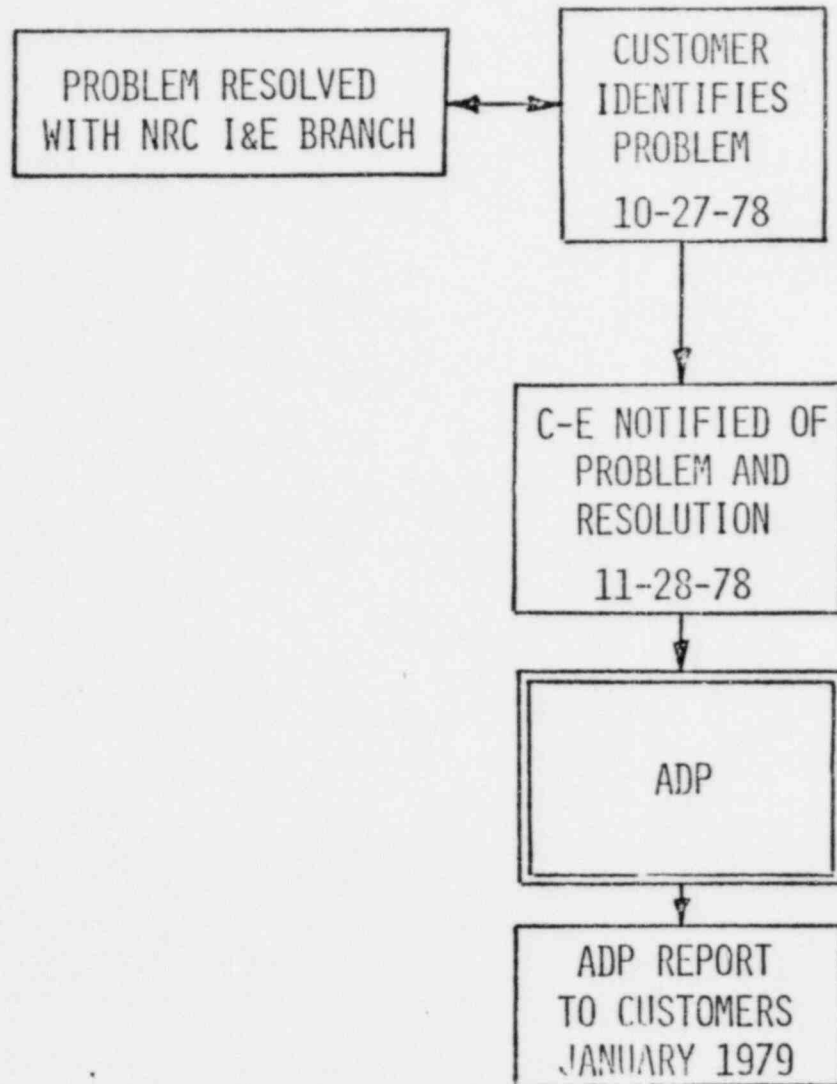 PROBLEM RESOLVED
WITH NRC I&E BRANCH
CUSTOMER
IDENTIFIES
PROBLEM
10-27-78
C-E NOTIFIED OF
PROBLEM AND
RESOLUTION
11-28-78
ADP
ADP REPORT
TO CUSTOMERS
JANUARY 1979